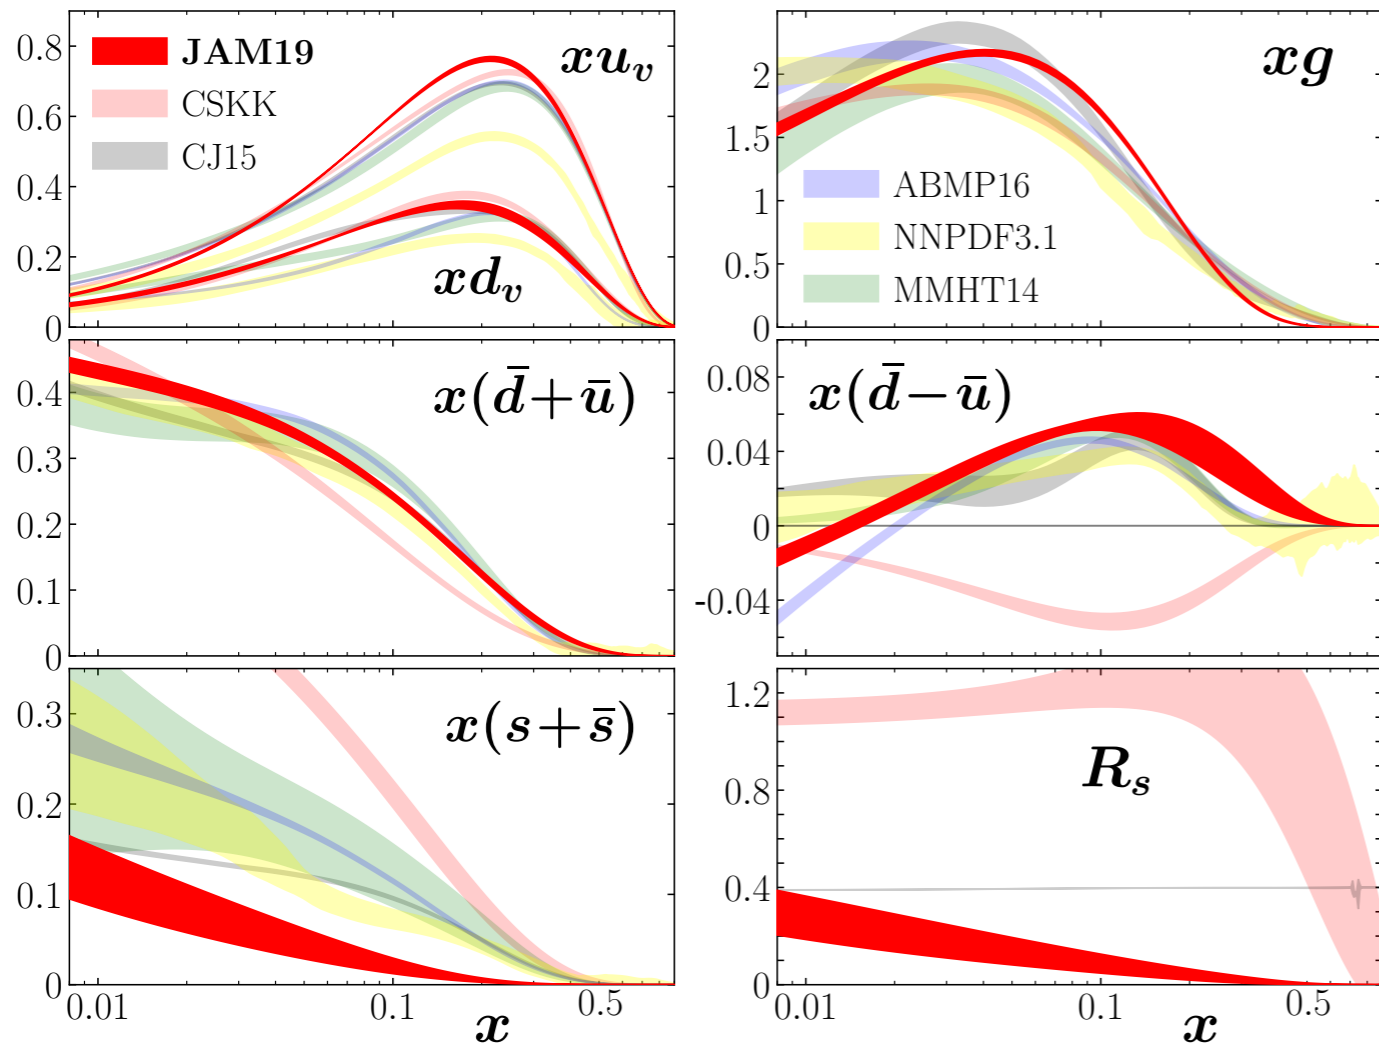 0.8
0.6
0.4
0.2
0
JAM19
CSKK
CJ15
xu_v
xd_v
2
1.5
1
0.5
0
xg
ABMP16
NNPDF3.1
MMHT14
0.4
0.3
0.2
0.1
0
x(d̄+ū)
0.08
0.04
0
-0.04
x(d̄−ū)
0.3
0.2
0.1
0
x(s+s̄)
0.01
0.1
0.5
x
1.2
0.8
0.4
0
R_s
0.01
0.1
0.5
x